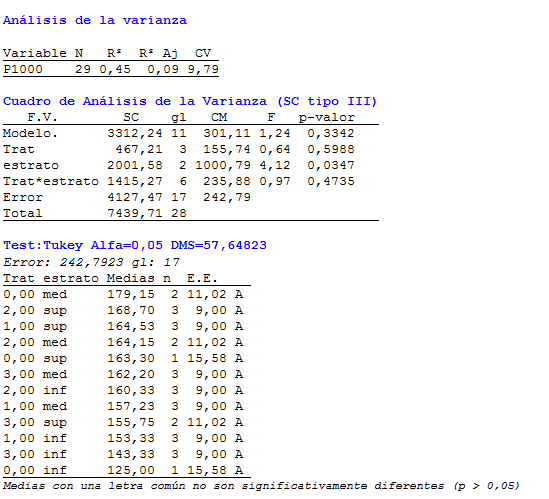 Análisis de la varianza
Variable N R² R² Aj CV
P1000 29 0,45 0,09 9,79
Cuadro de Análisis de la Varianza (SC tipo III)
F.V. SC gl CM F p-valor
Modelo. 3312,24 11 301,11 1,24 0,3342
Trat 467,21 3 155,74 0,64 0,5988
estrato 2001,58 2 1000,79 4,12 0,0347
Trat*estrato 1415,27 6 235,88 0,97 0,4735
Error 4127,47 17 242,79
Total 7439,71 28
Test:Tukey Alfa=0,05 DMS=57,64823
Error: 242,7923 gl: 17
Trat estrato Medias n E.E.
0,00 med 179,15 2 11,02 A
2,00 sup 168,70 3 9,00 A
1,00 sup 164,53 3 9,00 A
2,00 med 164,15 2 11,02 A
0,00 sup 163,30 1 15,58 A
3,00 med 162,20 3 9,00 A
2,00 inf 160,33 3 9,00 A
1,00 med 157,23 3 9,00 A
3,00 sup 155,75 2 11,02 A
1,00 inf 153,33 3 9,00 A
3,00 inf 143,33 3 9,00 A
0,00 inf 125,00 1 15,58 A
Medias con una letra común no son significativamente diferentes (p > 0,05)